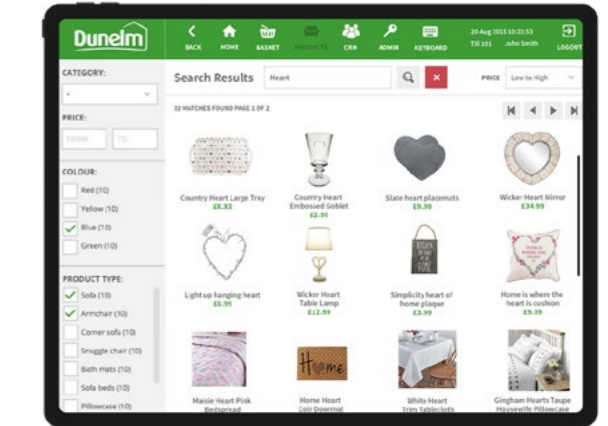 Dunelm
BACK
HOME
BASKET
PRODUCTS
CRM
ADMIN
KEYBOARD
20-Aug 2015 10:22:53
Till 101 John Smith
LOGOUT
CATEGORY:
PRICE:
FROM
TO
COLOUR:
Red (10)
Yellow (10)
Blue (10)
Green (10)
PRODUCT TYPE:
Sofa (10)
Armchair (10)
Corner sofa (10)
Snuggle chair (10)
Bath mats (10)
Sofa beds (10)
Pillowcase (10)
Search Results
Heart
PRICE
Low to High
22 MATCHES FOUND PAGE 1 OF 2
Country Heart Large Tray
£X.XX
Country Heart
Embossed Goblet
£2.99
Slate heart placemats
£9.99
Wicker Heart Mirror
£34.99
Light up hanging heart
£6.99
Wicker Heart
Table Lamp
£12.99
Simplicity heart of
home plaque
£3.99
Home is where the
heart is cushion
£9.39
Maisie Heart Pink
Bedspread
Home
Home Heart
Coir Doormat
White Heart
Trim Tablecloth
Gingham Hearts Taupe
Housewife Pillowcase